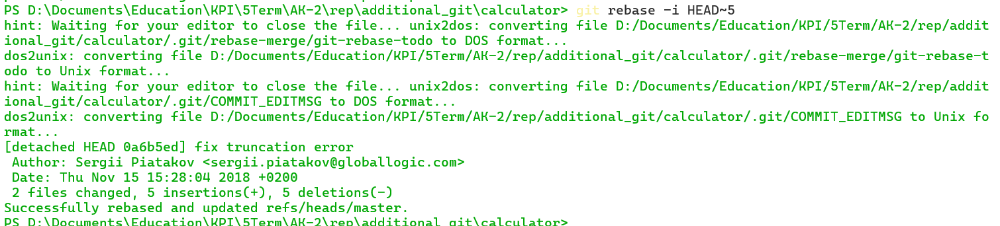 PS D:\Documents\Education\KPI\5Term\AK-2\rep\additional_git\calculator> git rebase -i HEAD~5
hint: Waiting for your editor to close the file... unix2dos: converting file D:/Documents/Education/KPI/5Term/AK-2/rep/addit
ional_git/calculator/.git/rebase-merge/git-rebase-todo to DOS format...
dos2unix: converting file D:/Documents/Education/KPI/5Term/AK-2/rep/additional_git/calculator/.git/rebase-merge/git-rebase-t
odo to Unix format...
hint: Waiting for your editor to close the file... unix2dos: converting file D:/Documents/Education/KPI/5Term/AK-2/rep/addit
ional_git/calculator/.git/COMMIT_EDITMSG to DOS format...
dos2unix: converting file D:/Documents/Education/KPI/5Term/AK-2/rep/additional_git/calculator/.git/COMMIT_EDITMSG to Unix fo
rmat...
[detached HEAD 0a6b5ed] fix truncation error
 Author: Sergii Piatakov <sergii.piatakov@globallogic.com>
 Date: Thu Nov 15 15:28:04 2018 +0200
 2 files changed, 5 insertions(+), 5 deletions(-)
Successfully rebased and updated refs/heads/master.
PS D:\Documents\Education\KPI\5Term\AK-2\rep\additional_git\calculator>